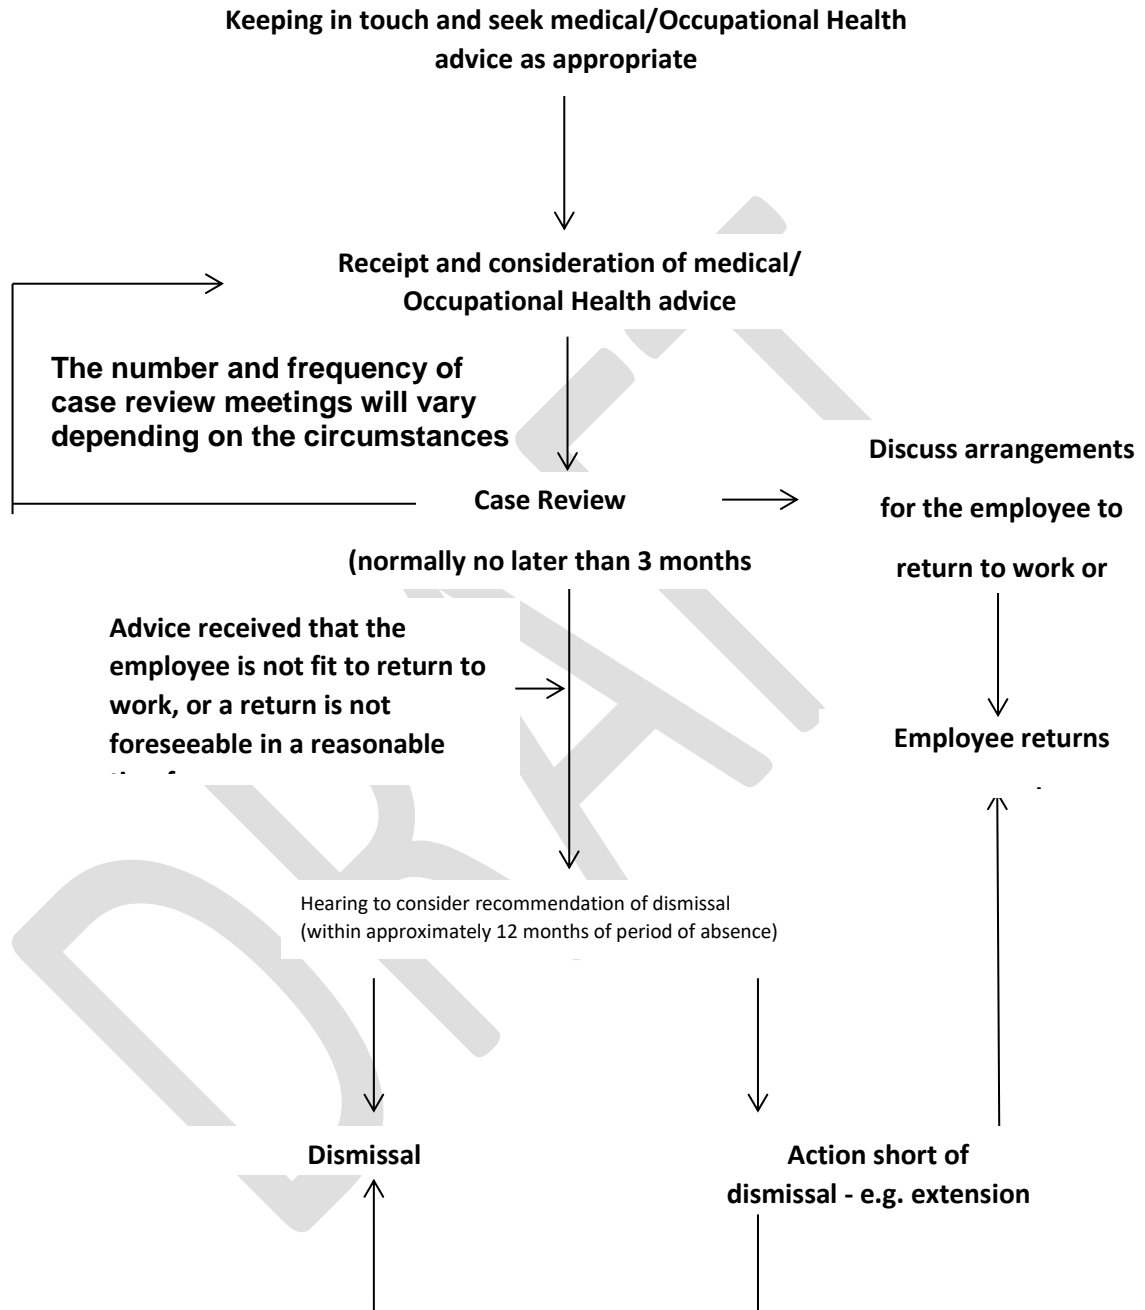 Keeping in touch and seek medical/Occupational Health
advice as appropriate
Receipt and consideration of medical/
Occupational Health advice
The number and frequency of
case review meetings will vary
depending on the circumstances
Discuss arrangements
for the employee to
return to work or
Case Review
(normally no later than 3 months
Advice received that the
employee is not fit to return to
work, or a return is not
foreseeable in a reasonable
Employee returns
Hearing to consider recommendation of dismissal
(within approximately 12 months of period of absence)
Dismissal
Action short of
dismissal - e.g. extension
DRAFT